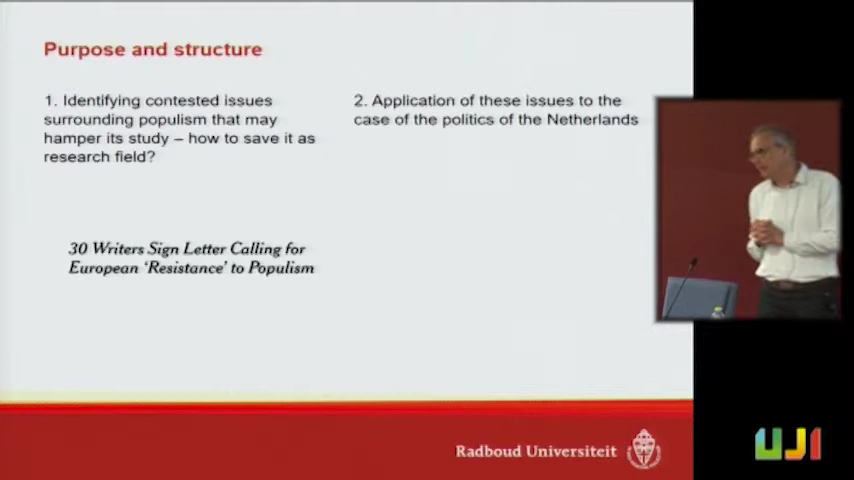 Purpose and structure
1. Identifying contested issues
surrounding populism that may
hamper its study – how to save it as
research field?
2. Application of these issues to the
case of the politics of the Netherlands
30 Writers Sign Letter Calling for
European ‘Resistance’ to Populism
Radboud Universiteit
UJI